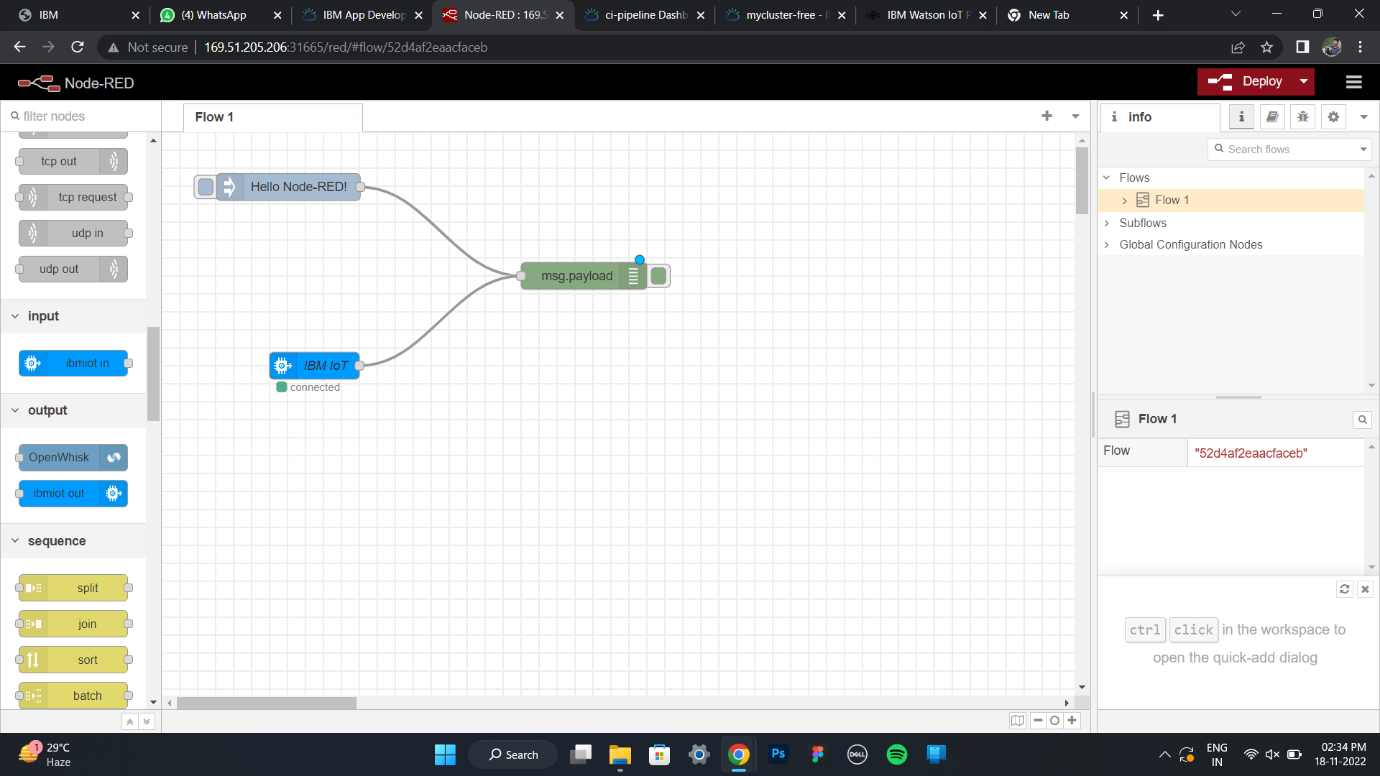 IBM
(4) WhatsApp
IBM App Develop
Node-RED : 169.5
ci-pipeline Dashb
mycluster-free - I
IBM Watson IoT P
New Tab
Not secure
169.51.205.206:31665/red/#flow/52d4af2eaacfaceb
Node-RED
Deploy
filter nodes
tcp out
tcp request
udp in
udp out
input
ibmiot in
output
OpenWhisk
ibmiot out
sequence
split
join
sort
batch
Flow 1
Hello Node-RED!
msg.payload
IBM IoT
connected
i info
i
Search flows
Flows
Flow 1
Subflows
Global Configuration Nodes
Flow 1
Flow "52d4af2eaacfaceb"
ctrl click in the workspace to
open the quick-add dialog
1
29°C
Haze
Search
Ps
DELL
ENG
IN
02:34 PM
18-11-2022